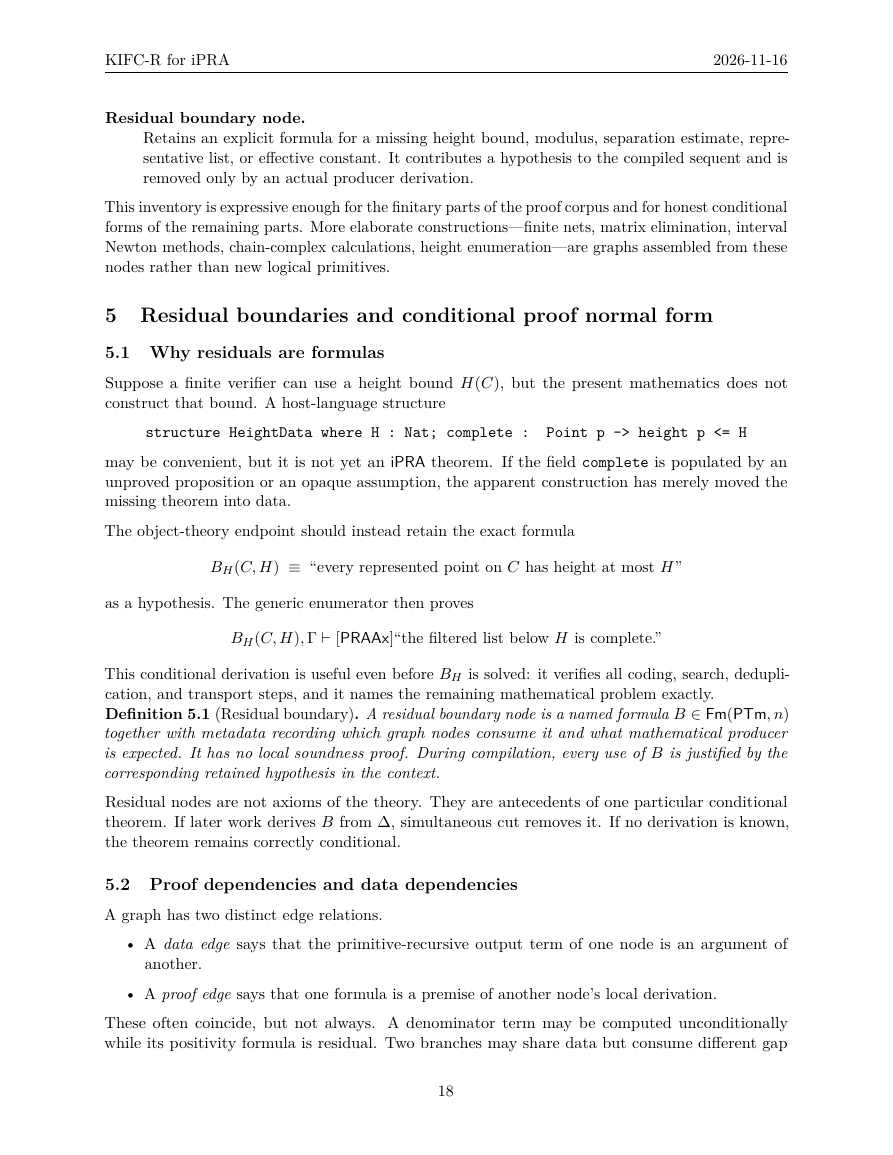 KIFC-R for iPRA 2026-11-16
Residual boundary node.
Retains an explicit formula for a missing height bound, modulus, separation estimate, repre-
sentative list, or effective constant. It contributes a hypothesis to the compiled sequent and is
removed only by an actual producer derivation.
This inventory is expressive enough for the finitary parts of the proof corpus and for honest conditional
forms of the remaining parts. More elaborate constructions—finite nets, matrix elimination, interval
Newton methods, chain-complex calculations, height enumeration—are graphs assembled from these
nodes rather than new logical primitives.
5 Residual boundaries and conditional proof normal form
5.1 Why residuals are formulas
Suppose a finite verifier can use a height bound H(C), but the present mathematics does not
construct that bound. A host-language structure
structure HeightData where H : Nat; complete : Point p -> height p <= H
may be convenient, but it is not yet an iPRA theorem. If the field complete is populated by an
unproved proposition or an opaque assumption, the apparent construction has merely moved the
missing theorem into data.
The object-theory endpoint should instead retain the exact formula
B_H(C, H) ≡ “every represented point on C has height at most H”
as a hypothesis. The generic enumerator then proves
B_H(C, H), Γ ⊢ [PRAAx]“the filtered list below H is complete.”
This conditional derivation is useful even before B_H is solved: it verifies all coding, search, dedupli-
cation, and transport steps, and it names the remaining mathematical problem exactly.
Definition 5.1 (Residual boundary). A residual boundary node is a named formula B ∈ Fm(PTm, n)
together with metadata recording which graph nodes consume it and what mathematical producer
is expected. It has no local soundness proof. During compilation, every use of B is justified by the
corresponding retained hypothesis in the context.
Residual nodes are not axioms of the theory. They are antecedents of one particular conditional
theorem. If later work derives B from Δ, simultaneous cut removes it. If no derivation is known,
the theorem remains correctly conditional.
5.2 Proof dependencies and data dependencies
A graph has two distinct edge relations.
• A data edge says that the primitive-recursive output term of one node is an argument of
another.
• A proof edge says that one formula is a premise of another node’s local derivation.
These often coincide, but not always. A denominator term may be computed unconditionally
while its positivity formula is residual. Two branches may share data but consume different gap
18